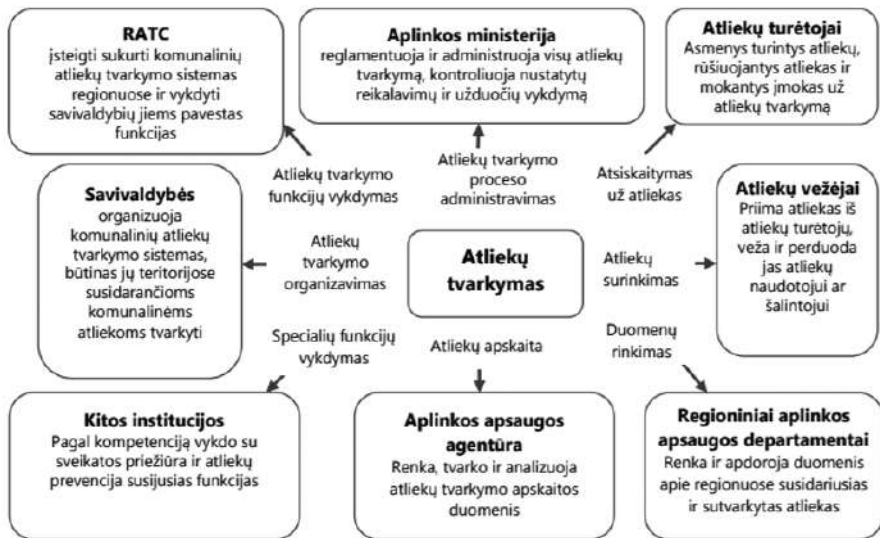 RATC
įsteigti sukurti komunalinių
atliekų tvarkymo sistemas
regionuose ir vykdyti
savivaldybių jiems pavestas
funkcijas
Aplinkos ministerija
reglamentuoja ir administruoja visų atliekų
tvarkymą, kontroliuoja nustatytų
reikalavimų ir užduočių vykdymą
Atliekų turėtojai
Asmenys turintys atliekų,
rūšiuojantys atliekas ir
mokantys įmokas už
atliekų tvarkymą
Atliekų tvarkymo
funkcijų vykdymas
Atliekų tvarkymo
proceso
administravimas
Atsiskaitymas
už atliekas
Savivaldybės
organizuoja
komunalinių atliekų
tvarkymo sistemas,
būtinas jų teritorijose
susidarančioms
komunalinėms
atliekoms tvarkyti
Atliekų
tvarkymo
organizavimas
Atliekų
tvarkymas
Atliekų
surinkimas
Atliekų vežėjai
Priima atliekas iš
atliekų turėtojų,
veža ir perduoda
jas atliekų
naudotojui ar
šalintojui
Specialių funkcijų
vykdymas
Atliekų apskaita
Duomenų
rinkimas
Kitos institucijos
Pagal kompetenciją vykdo su
sveikatos priežiūra ir atliekų
prevencija susijusias funkcijas
Aplinkos apsaugos
agentūra
Renka, tvarko ir analizuoja
atliekų tvarkymo apskaitos
duomenis
Regioniniai aplinkos
apsaugos departamentai
Renka ir apdoroja duomenis
apie regionuose susidariusias
ir sutvarkytas atliekas